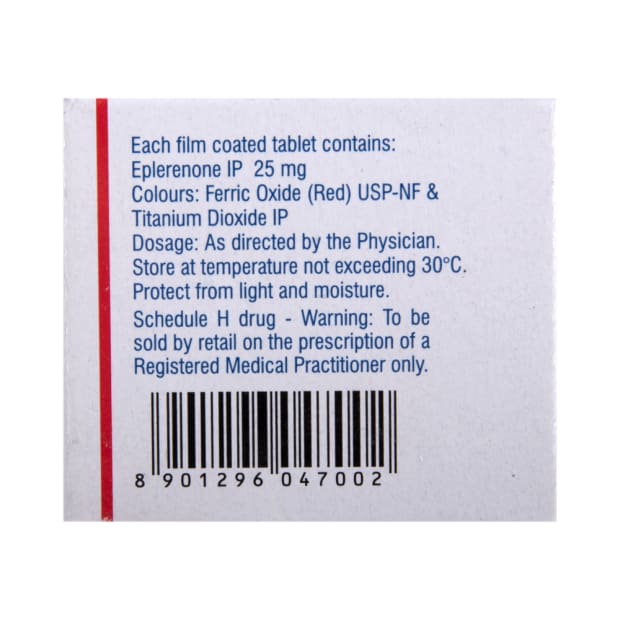 Each film coated tablet contains:
Eplerenone IP 25 mg
Colours: Ferric Oxide (Red) USP-NF &
Titanium Dioxide IP
Dosage: As directed by the Physician.
Store at temperature not exceeding 30°C.
Protect from light and moisture.
Schedule H drug - Warning: To be
sold by retail on the prescription of a
Registered Medical Practitioner only.
8 901296 047002